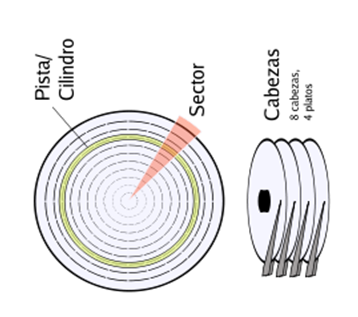 Pista/
Cilindro
Sector
Cabezas
8 cabezas,
4 platos